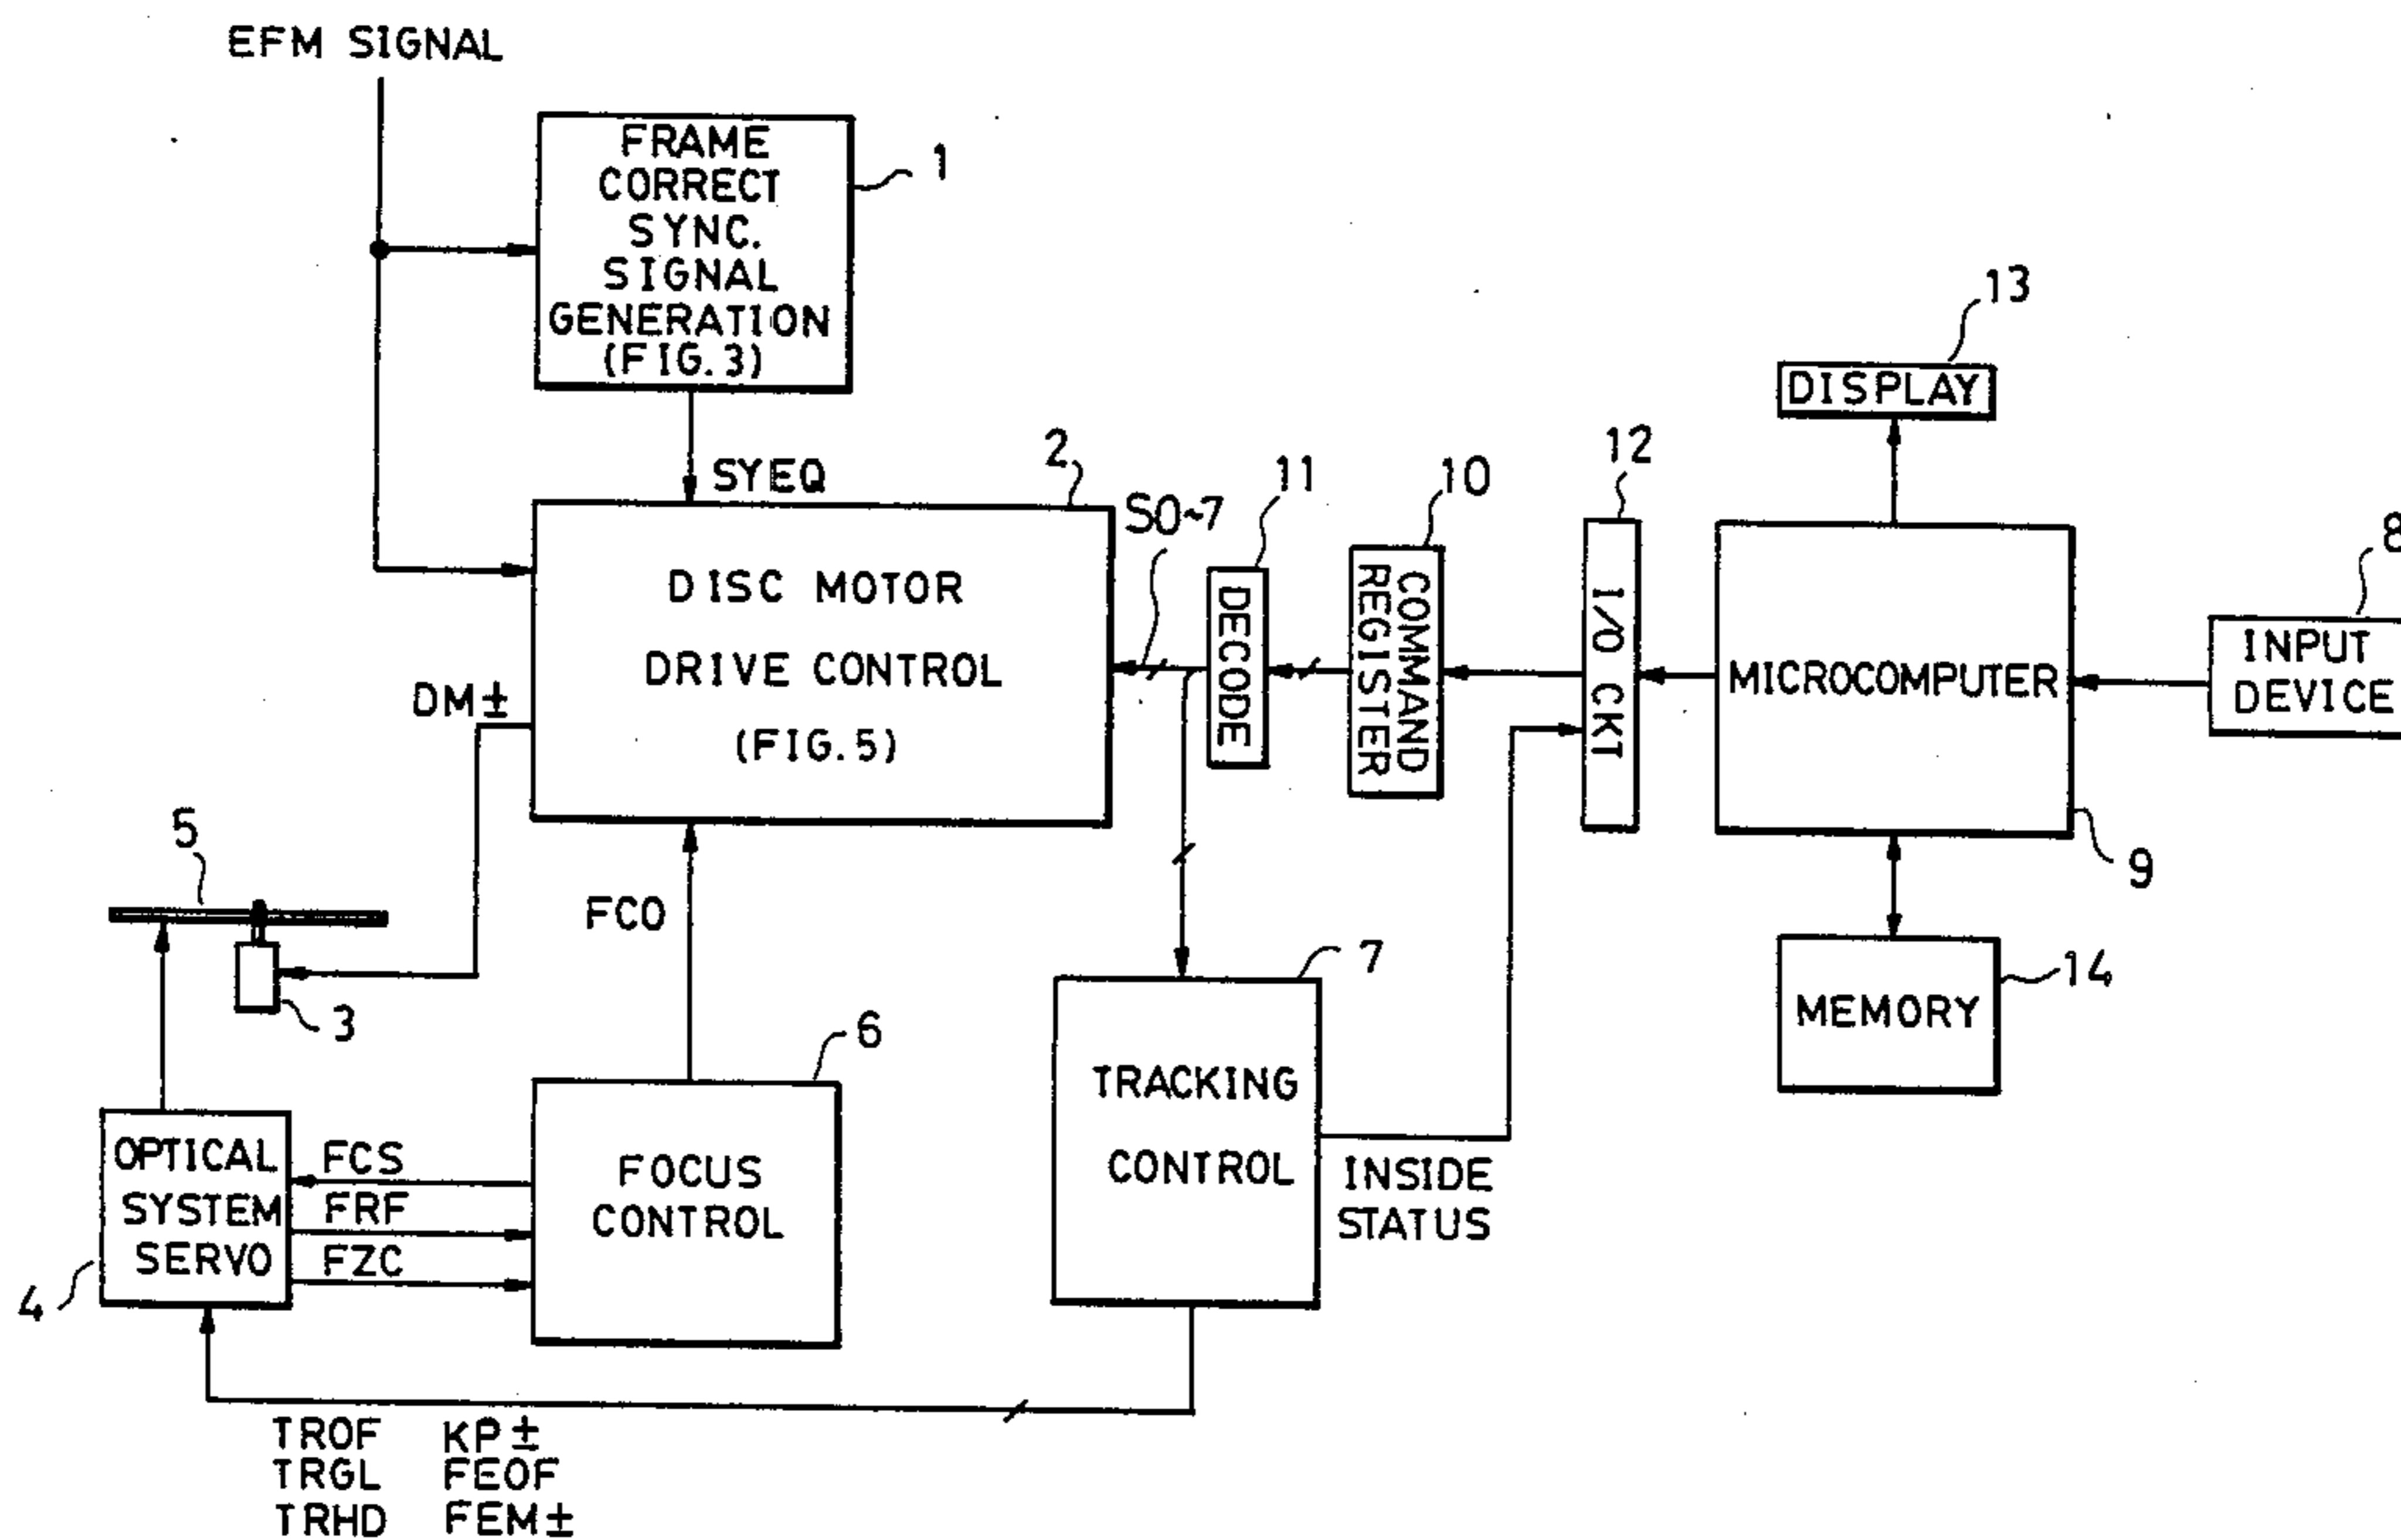 EFM SIGNAL
FRAME
CORRECT
SYNC.
SIGNAL
GENERATION
(FIG.3)
1
SYEQ
2
S0~7
11
10
12
13
DISPLAY
8
DISC MOTOR
DRIVE CONTROL
(FIG.5)
DECODE
COMMAND
REGISTER
I/O CKT
MICROCOMPUTER
INPUT
DEVICE
DM±
9
5
3
FCO
6
7
14
MEMORY
OPTICAL
SYSTEM
SERVO
4
FCS
FRF
FZC
FOCUS
CONTROL
TRACKING
CONTROL
INSIDE
STATUS
TROF KP±
TRGL FEOF
TRHD FEM±